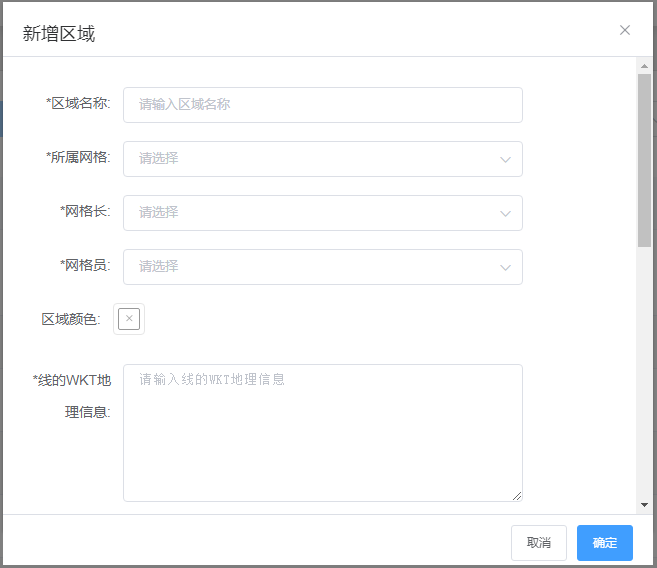 新增区域
*区域名称: 请输入区域名称
*所属网格: 请选择
*网格长: 请选择
*网格员: 请选择
区域颜色:
*线的WKT地 请输入线的WKT地理信息
理信息:
取消 确定